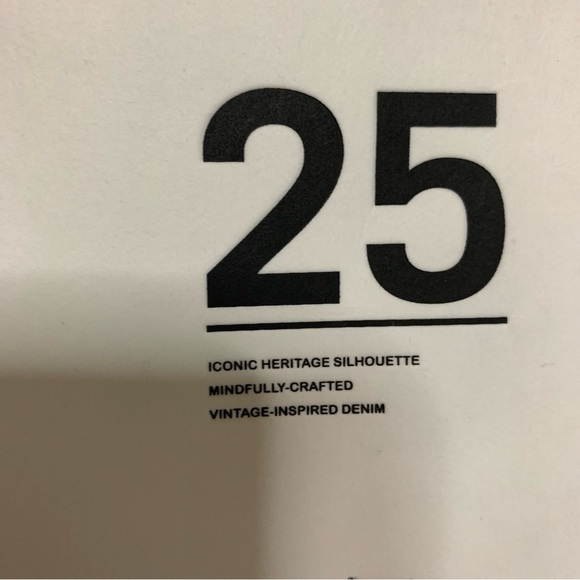 25
ICONIC HERITAGE SILHOUETTE
MINDFULLY-CRAFTED
VINTAGE-INSPIRED DENIM